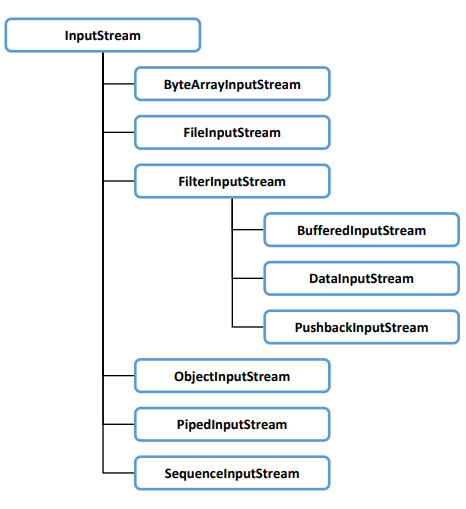 InputStream
ByteArrayInputStream
FileInputStream
FilterInputStream
BufferedInputStream
DataInputStream
PushbackInputStream
ObjectInputStream
PipedInputStream
SequenceInputStream